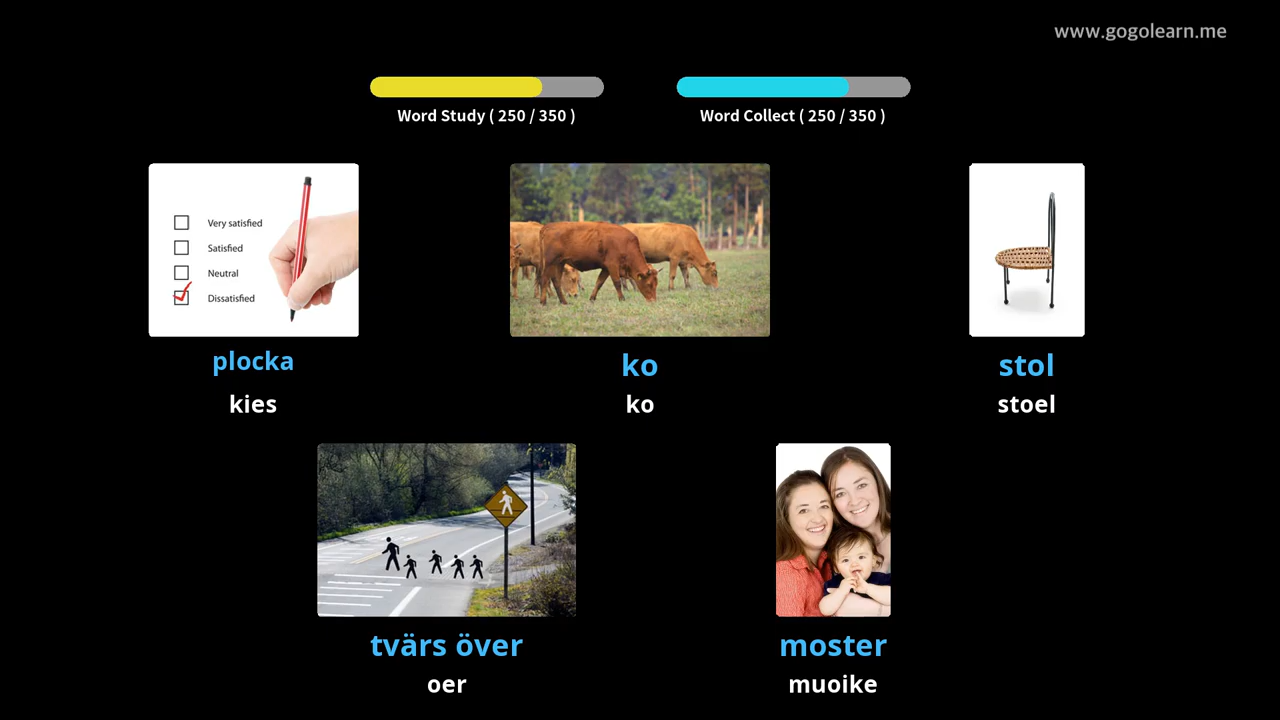 www.gogolearn.me
Word Study ( 250 / 350 )
Word Collect ( 250 / 350 )
Very satisfied
Satisfied
Neutral
Dissatisfied
plocka
ko
stol
kies
ko
stoel
tvärs över
moster
oer
muoike